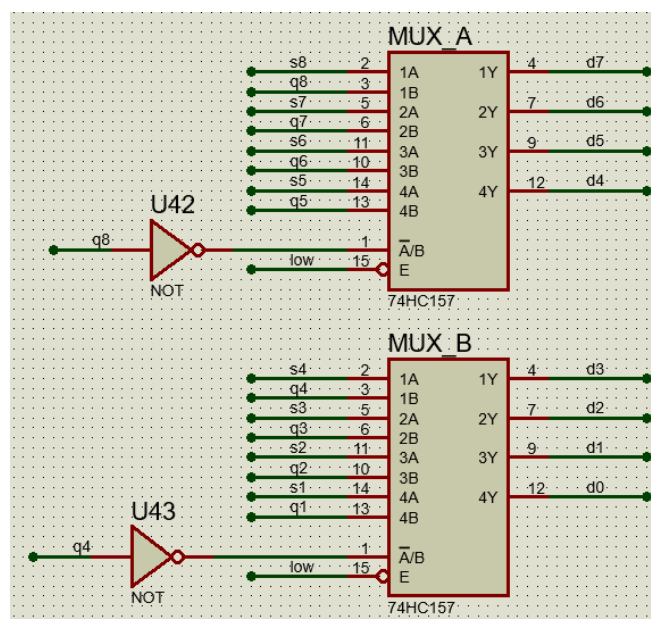 MUX_A
s8 2 1A 1Y 4 d7
q8 3 1B
s7 5 2A 2Y 7 d6
q7 6 2B
s6 11 3A 3Y 9 d5
q6 10 3B
s5 14 4A 4Y 12 d4
q5 13 4B
U42
q8 1 A/B
low 15 E
NOT
74HC157
MUX_B
s4 2 1A 1Y 4 d3
q4 3 1B
s3 5 2A 2Y 7 d2
q3 6 2B
s2 11 3A 3Y 9 d1
q2 10 3B
s1 14 4A 4Y 12 d0
q1 13 4B
U43
q4 1 A/B
low 15 E
NOT
74HC157